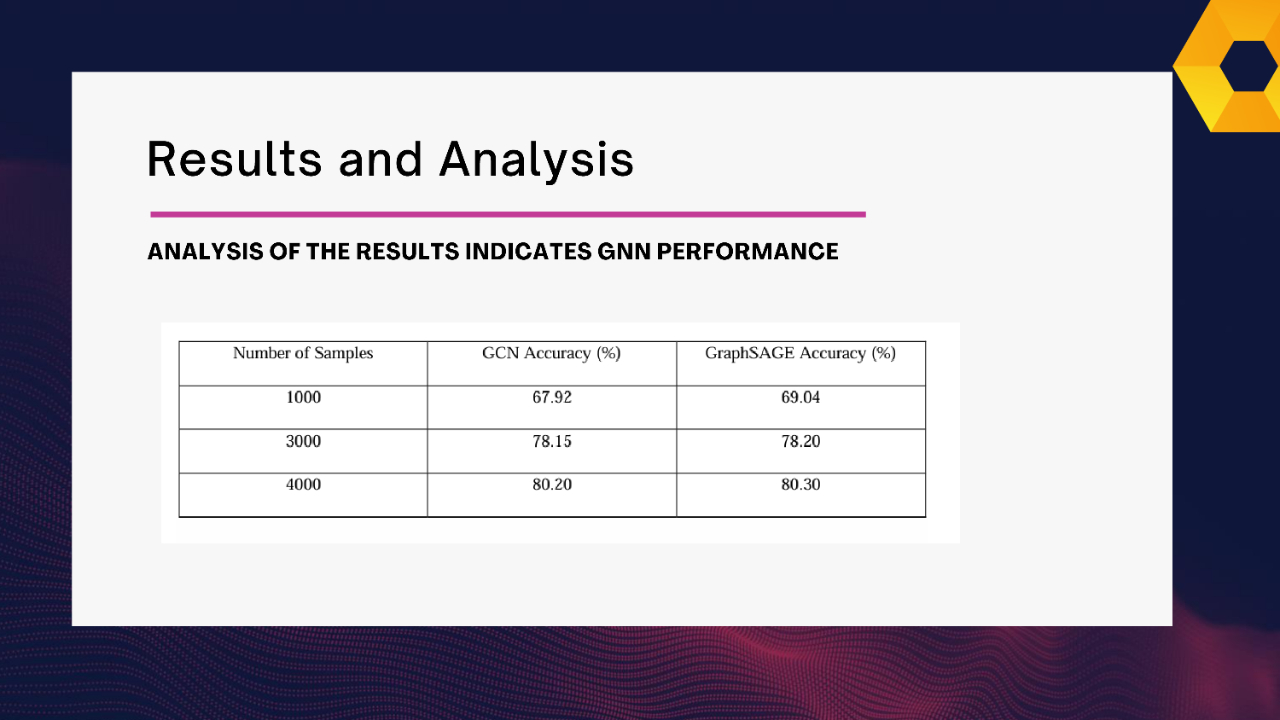 Results and Analysis
ANALYSIS OF THE RESULTS INDICATES GNN PERFORMANCE
Number of Samples GCN Accuracy (%) GraphSAGE Accuracy (%)
1000 67.92 69.04
3000 78.15 78.20
4000 80.20 80.30